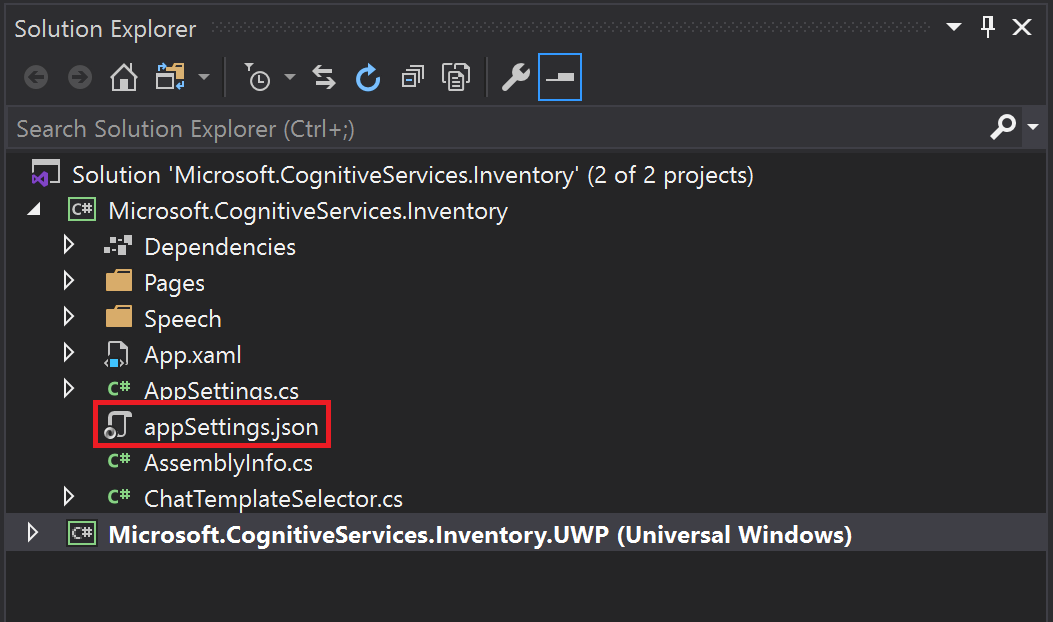 Solution Explorer
Search Solution Explorer (Ctrl+;)
Solution 'Microsoft.CognitiveServices.Inventory' (2 of 2 projects)
C# Microsoft.CognitiveServices.Inventory
Dependencies
Pages
Speech
App.xaml
C# AppSettings.cs
appSettings.json
C# AssemblyInfo.cs
C# ChatTemplateSelector.cs
C# Microsoft.CognitiveServices.Inventory.UWP (Universal Windows)